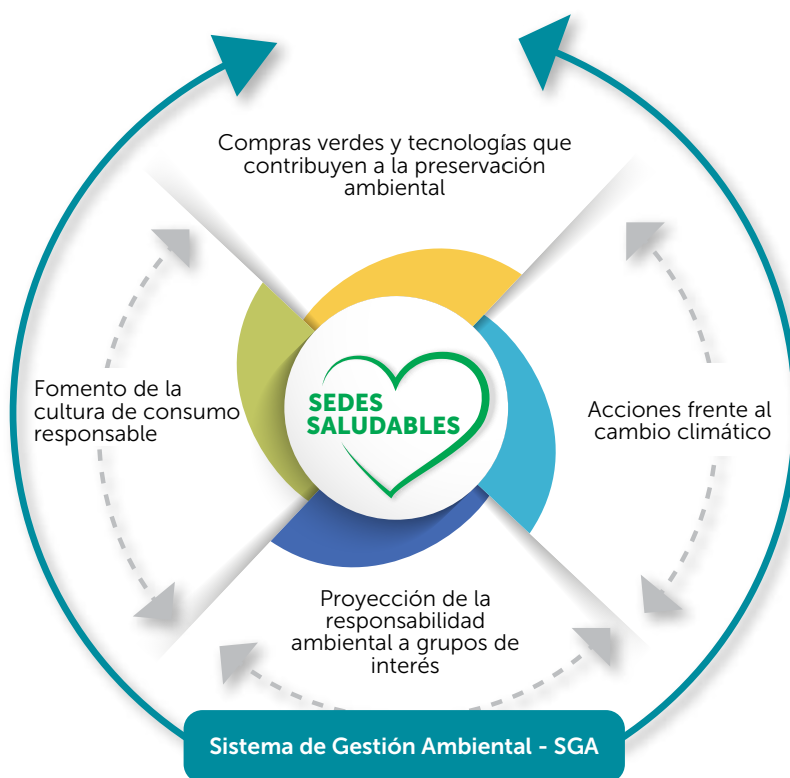 Compras verdes y tecnologías que
contribuyen a la preservación
ambiental
Fomento de la
cultura de consumo
responsable
SEDES
SALUDABLES
Acciones frente al
cambio climático
Proyección de la
responsabilidad
ambiental a grupos de
interés
Sistema de Gestión Ambiental - SGA